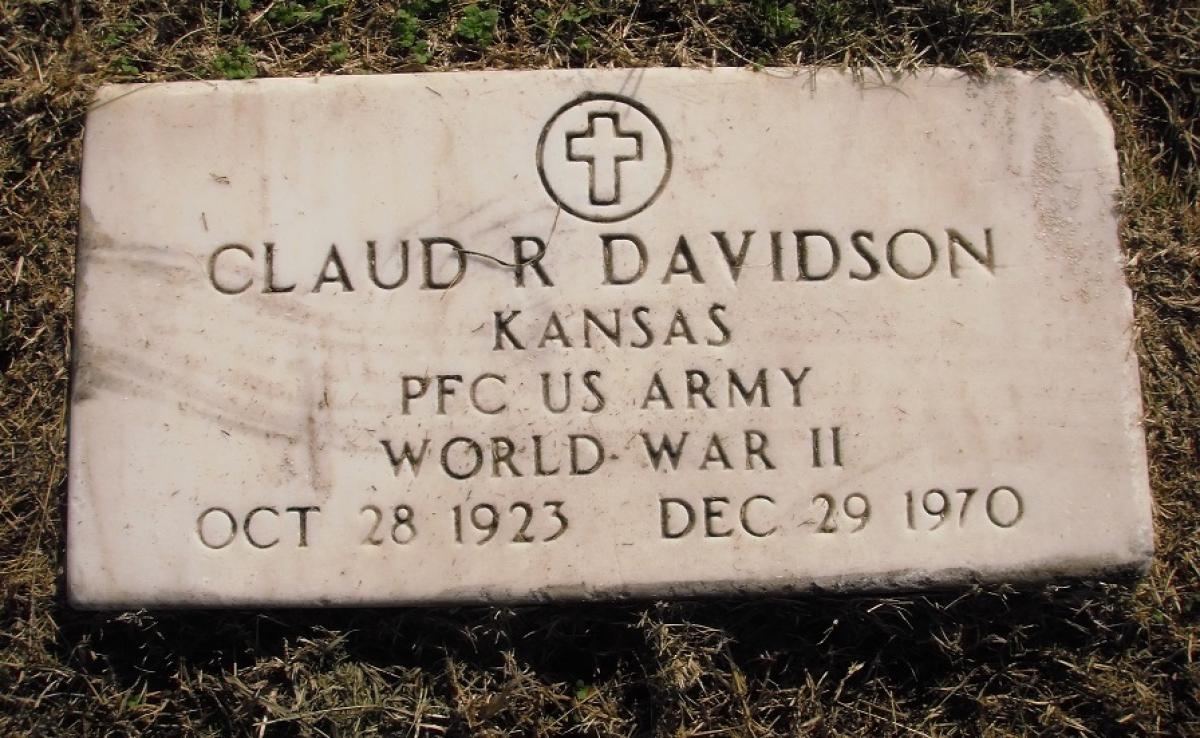 CLAUD R DAVIDSON
KANSAS
PFC US ARMY
WORLD WAR II
OCT 28 1923 DEC 29 1970